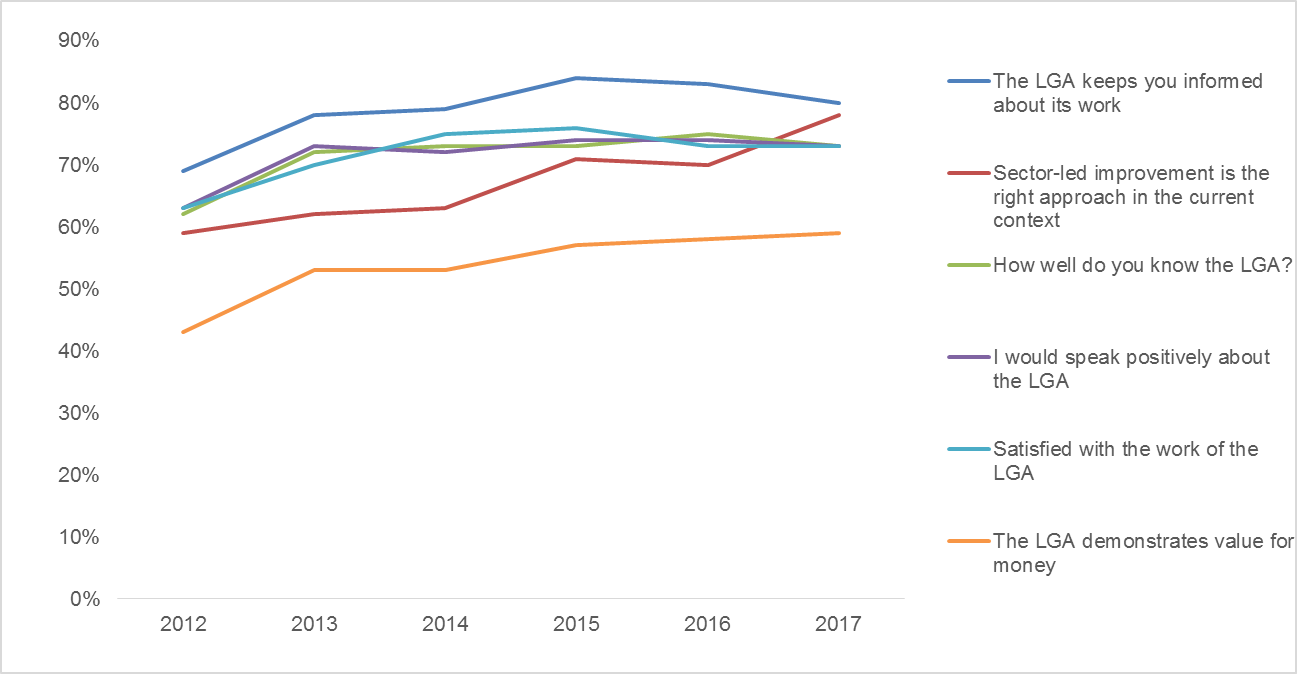 90%
80%
70%
60%
50%
40%
30%
20%
10%
0%
2012 2013 2014 2015 2016 2017
The LGA keeps you informed
about its work
Sector-led improvement is the
right approach in the current
context
How well do you know the LGA?
I would speak positively about
the LGA
Satisfied with the work of the
LGA
The LGA demonstrates value for
money